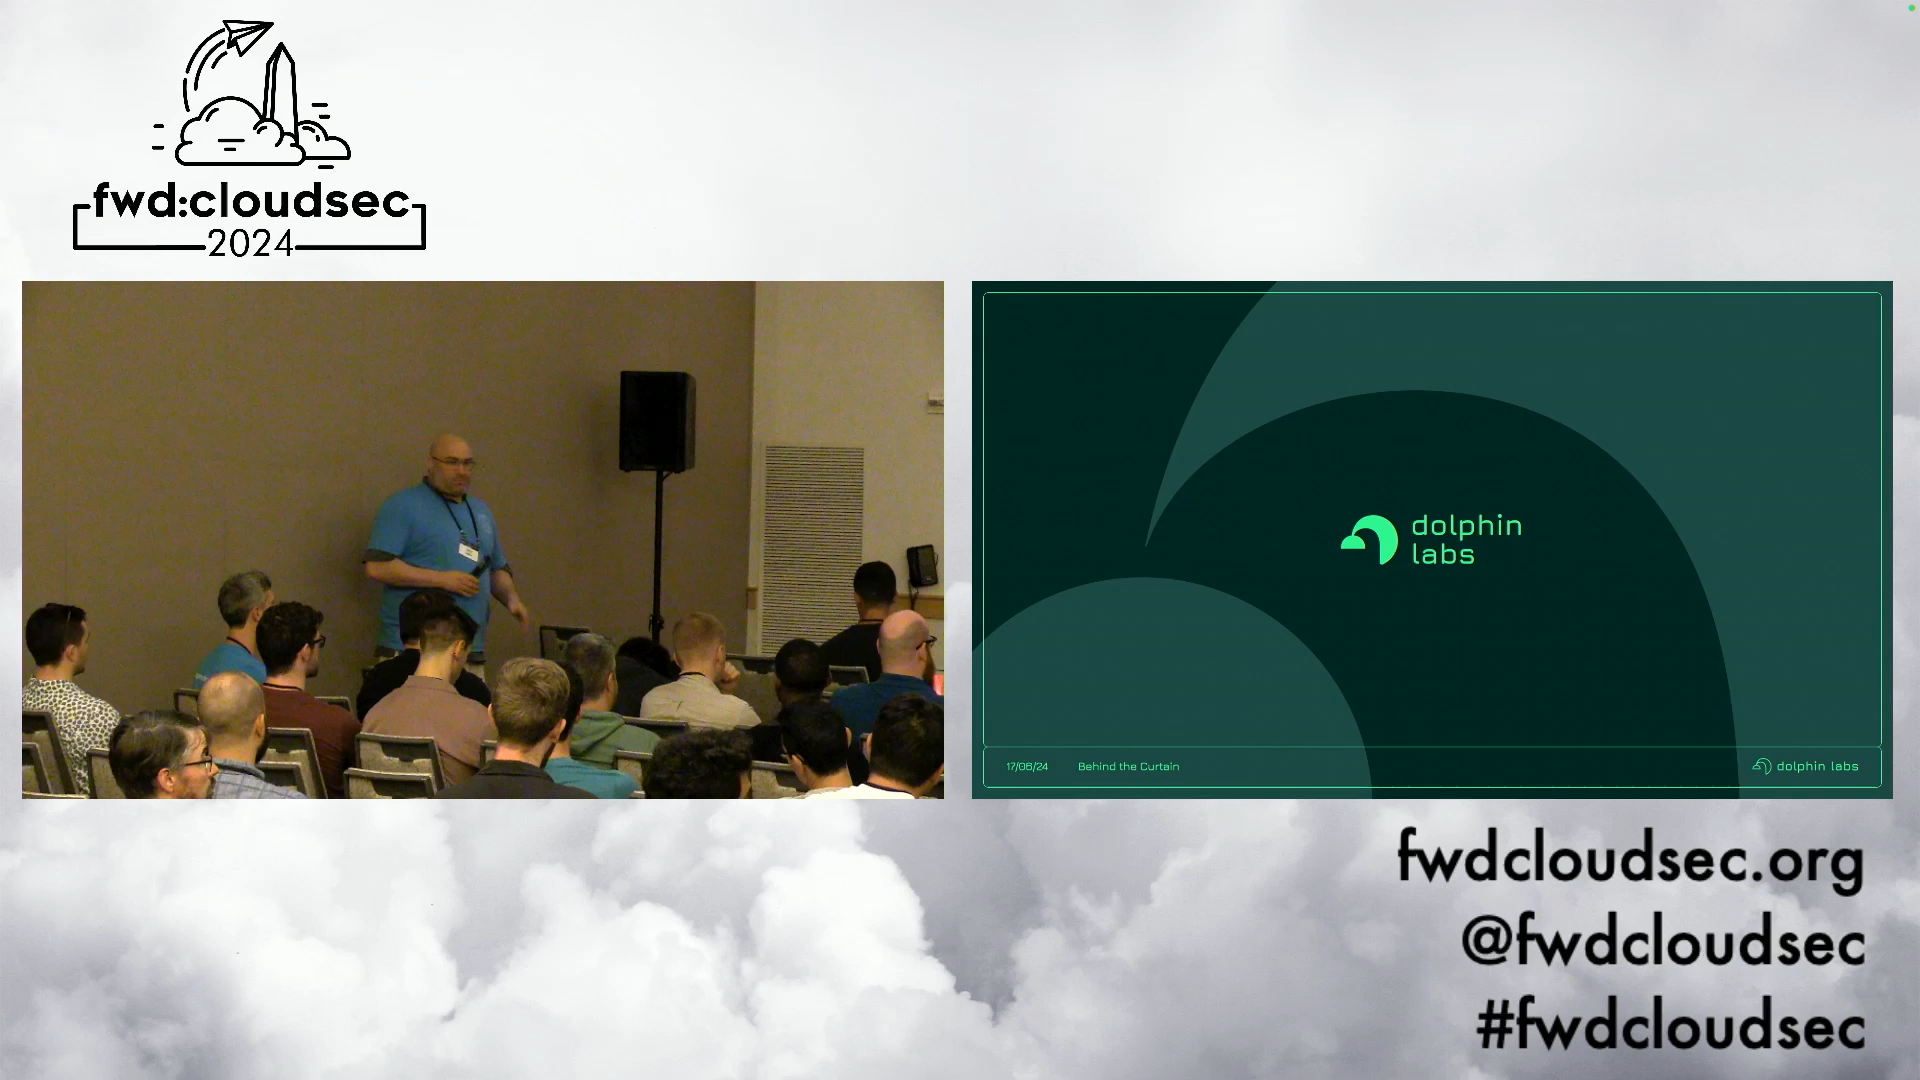 fwd:cloudsec
2024
dolphin
labs
17/06/24
Behind the Curtain
dolphin labs
fwdcloudsec.org
@fwdcloudsec
#fwdcloudsec